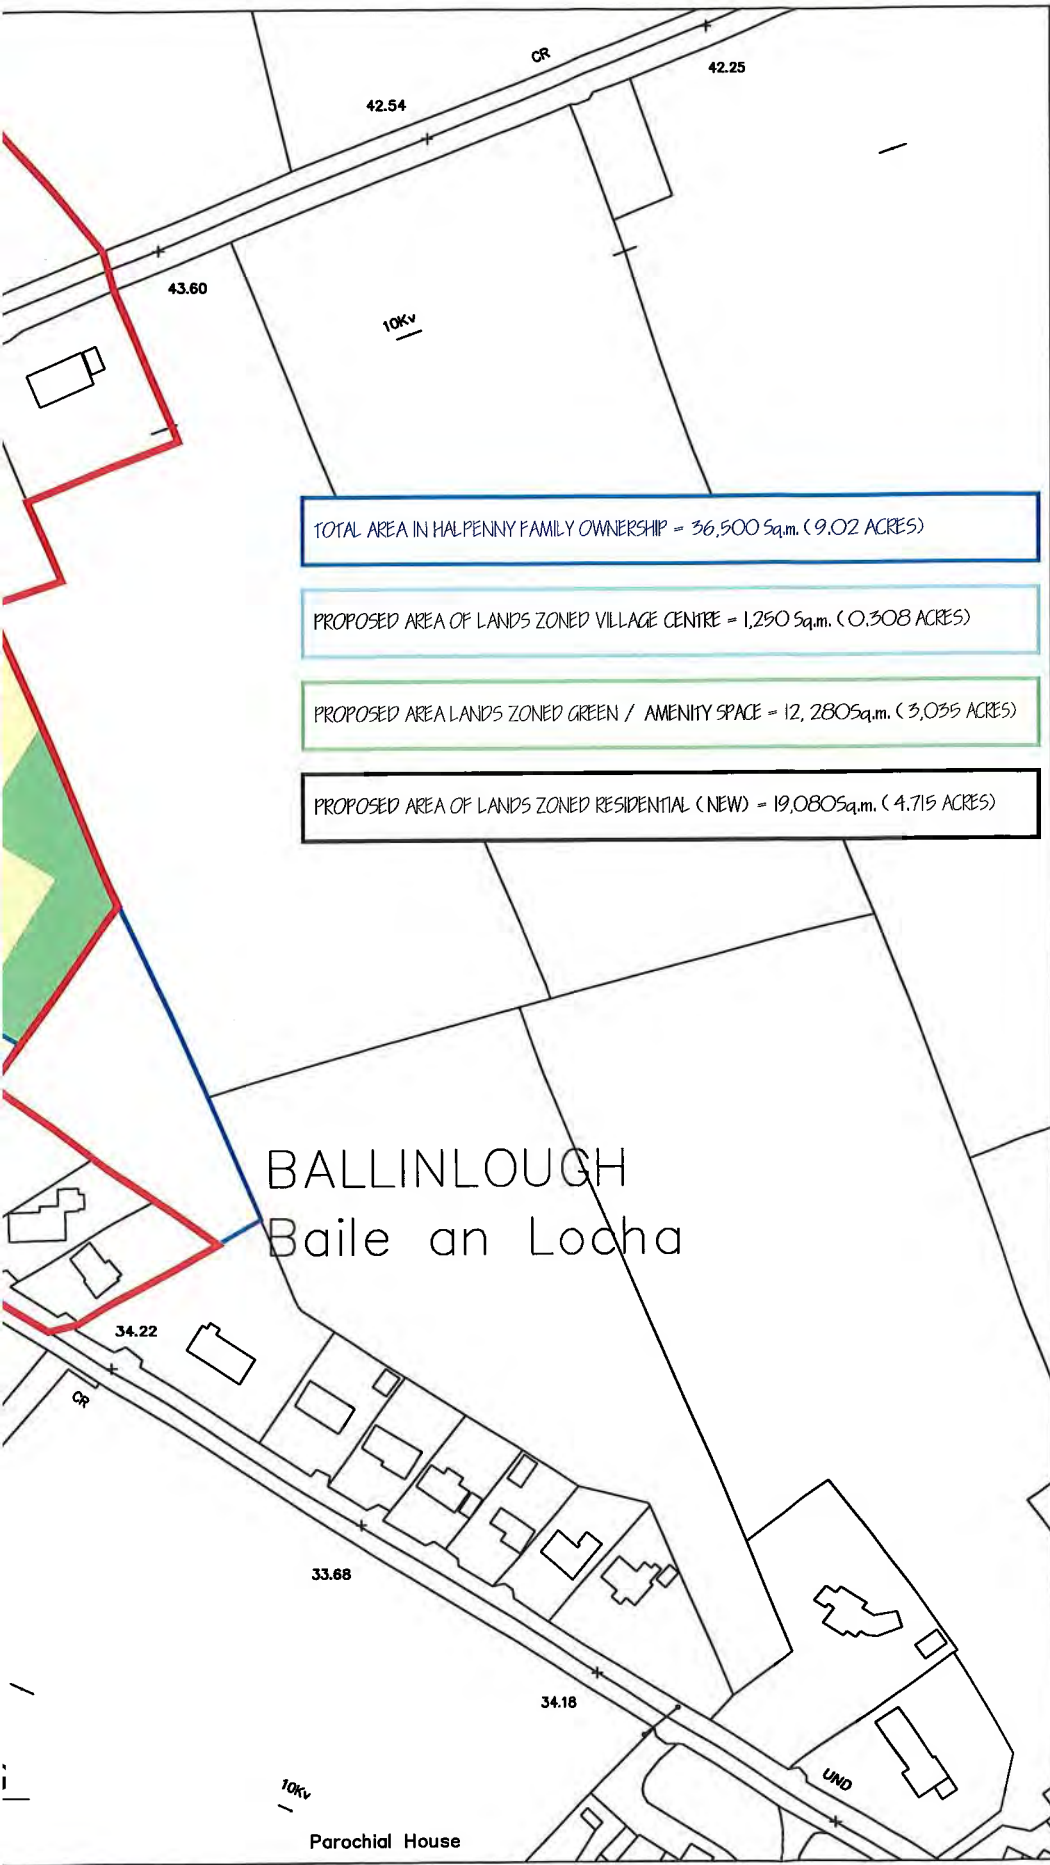 CR
42.25
42.54
43.60
10Kv
TOTAL AREA IN HALPENNY FAMILY OWNERSHIP = 36,500 Sq.m. ( 9.02 ACRES)
PROPOSED AREA OF LANDS ZONED VILLAGE CENTRE = 1,250 Sq.m. ( 0.308 ACRES)
PROPOSED AREA LANDS ZONED GREEN / AMENITY SPACE = 12, 280Sq.m. ( 3,035 ACRES)
PROPOSED AREA OF LANDS ZONED RESIDENTIAL ( NEW) = 19,080Sq.m. ( 4.715 ACRES)
BALLINLOUGH
Baile an Locha
34.22
CR
33.68
34.18
UND
10Kv
Parochial House